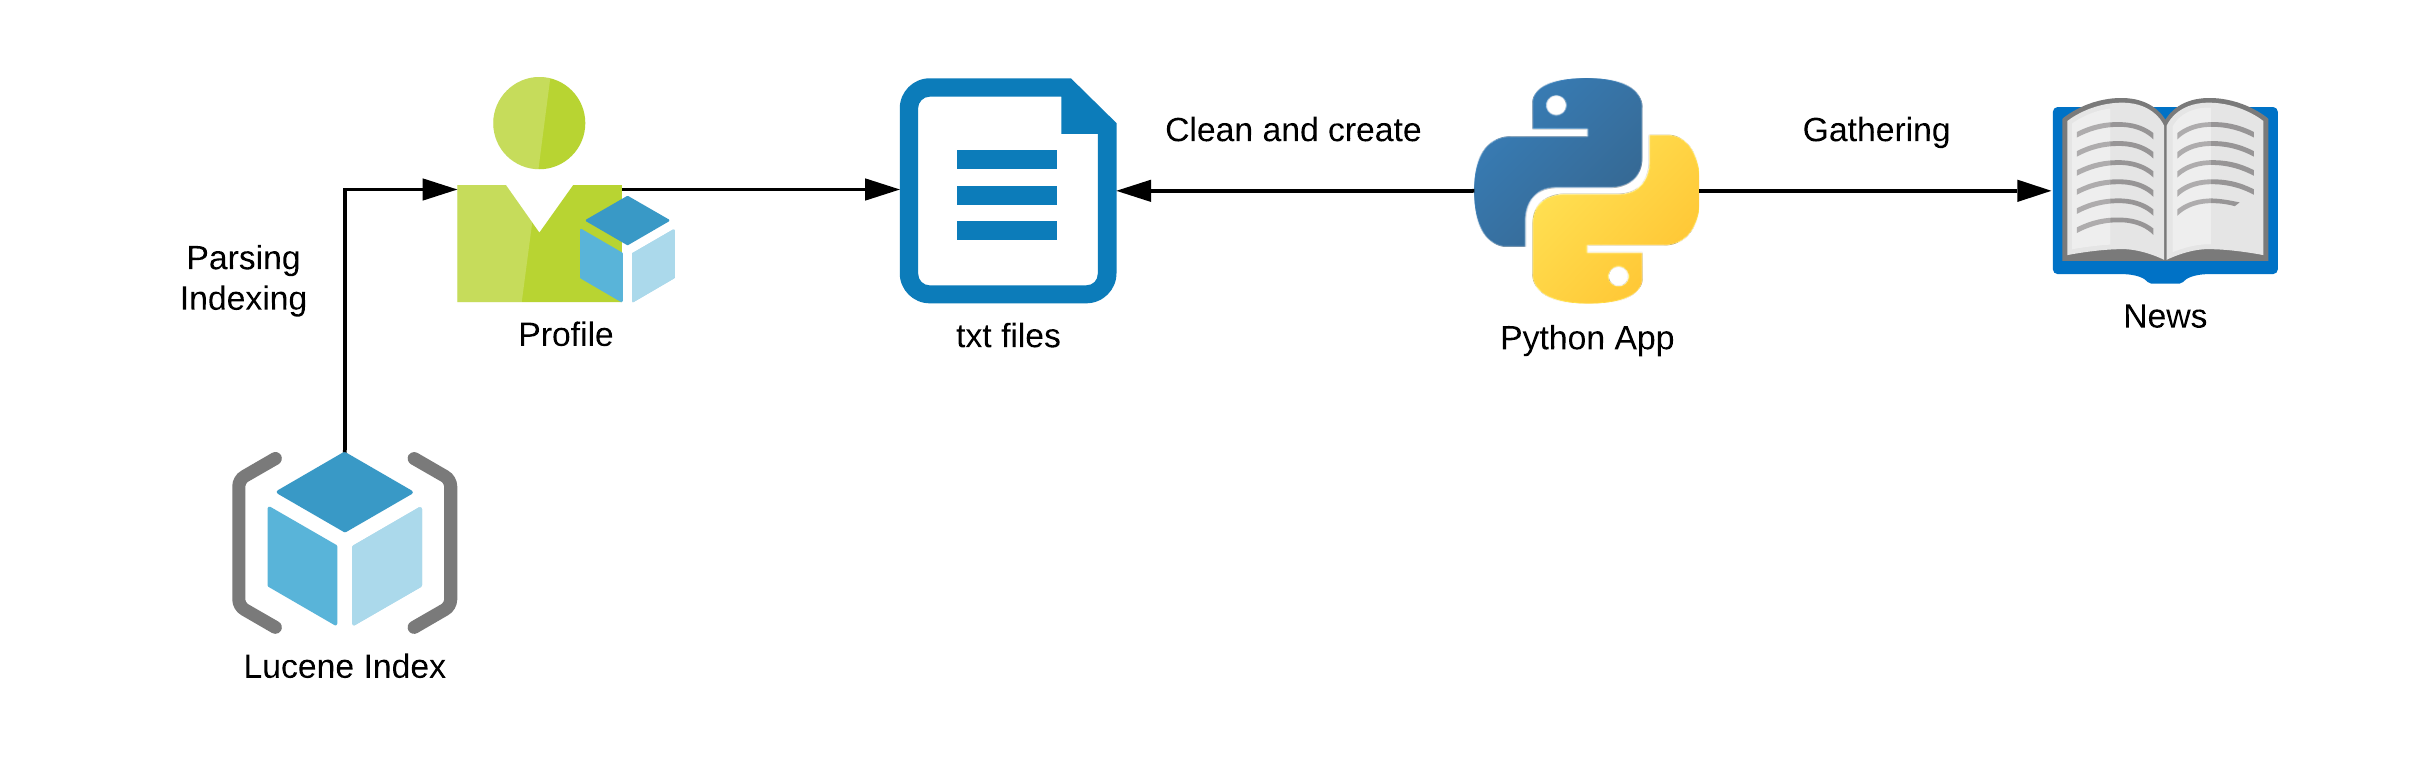 Clean and create
Gathering
Parsing
Indexing
Profile
txt files
Python App
News
Lucene Index